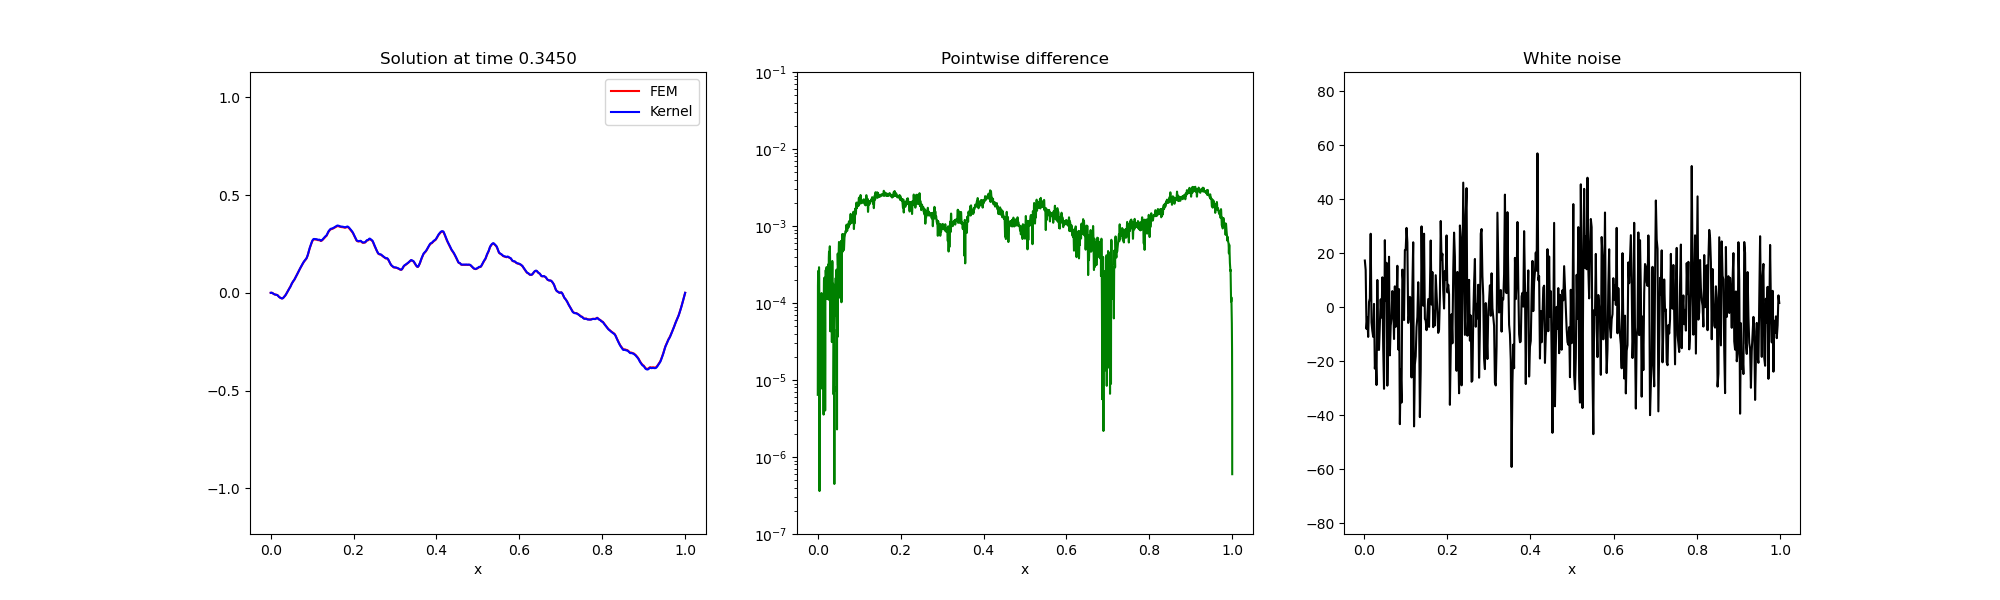 Solution at time 0.3450
FEM
Kernel
1.0
0.5
0.0
−0.5
−1.0
0.0 0.2 0.4 0.6 0.8 1.0
x
Pointwise difference
10⁻¹
10⁻²
10⁻³
10⁻⁴
10⁻⁵
10⁻⁶
10⁻⁷
0.0 0.2 0.4 0.6 0.8 1.0
x
White noise
80
60
40
20
0
−20
−40
−60
−80
0.0 0.2 0.4 0.6 0.8 1.0
x